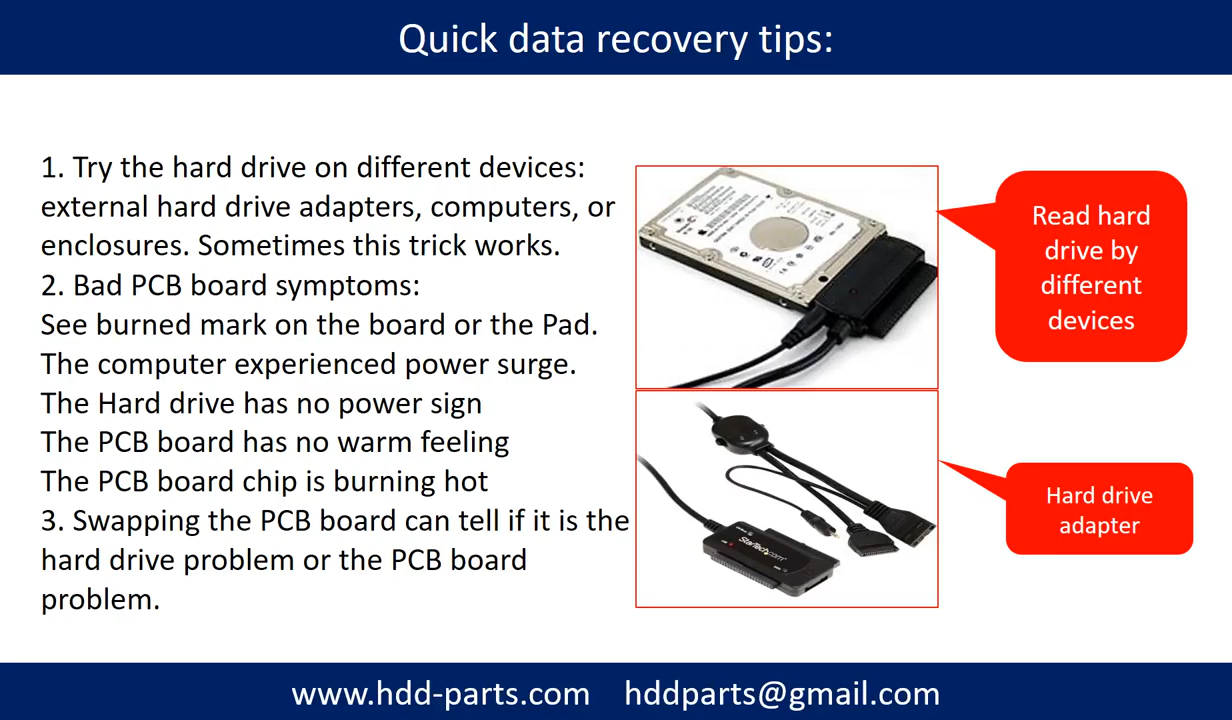 Quick data recovery tips:
1. Try the hard drive on different devices:
external hard drive adapters, computers, or
enclosures. Sometimes this trick works.
2. Bad PCB board symptoms:
See burned mark on the board or the Pad.
The computer experienced power surge.
The Hard drive has no power sign
The PCB board has no warm feeling
The PCB board chip is burning hot
3. Swapping the PCB board can tell if it is the
hard drive problem or the PCB board
problem.
Read hard
drive by
different
devices
StarTech.com
Hard drive
adapter
www.hdd-parts.com hddparts@gmail.com